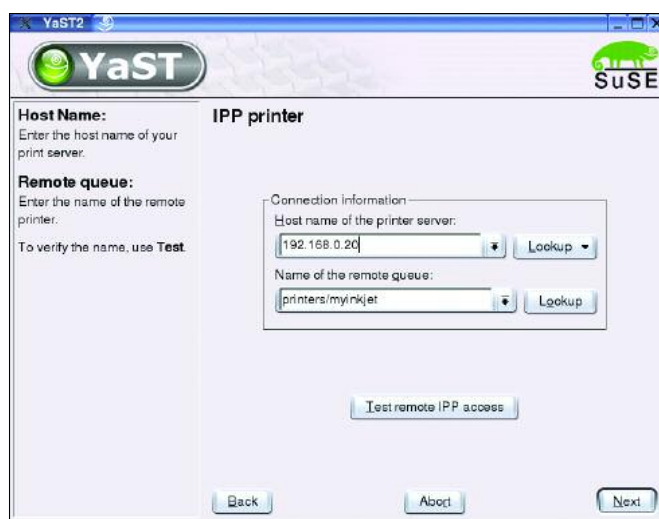 YaST2
YaST
SuSE
Host Name:
Enter the host name of your
print server.
Remote queue:
Enter the name of the remote
printer.
To verify the name, use Test.
IPP printer
Connection information
Host name of the printer server:
192.168.0.20
Lookup
Name of the remote queue:
printers/myinkjet
Lookup
Test remote IPP access
Back
Abort
Next